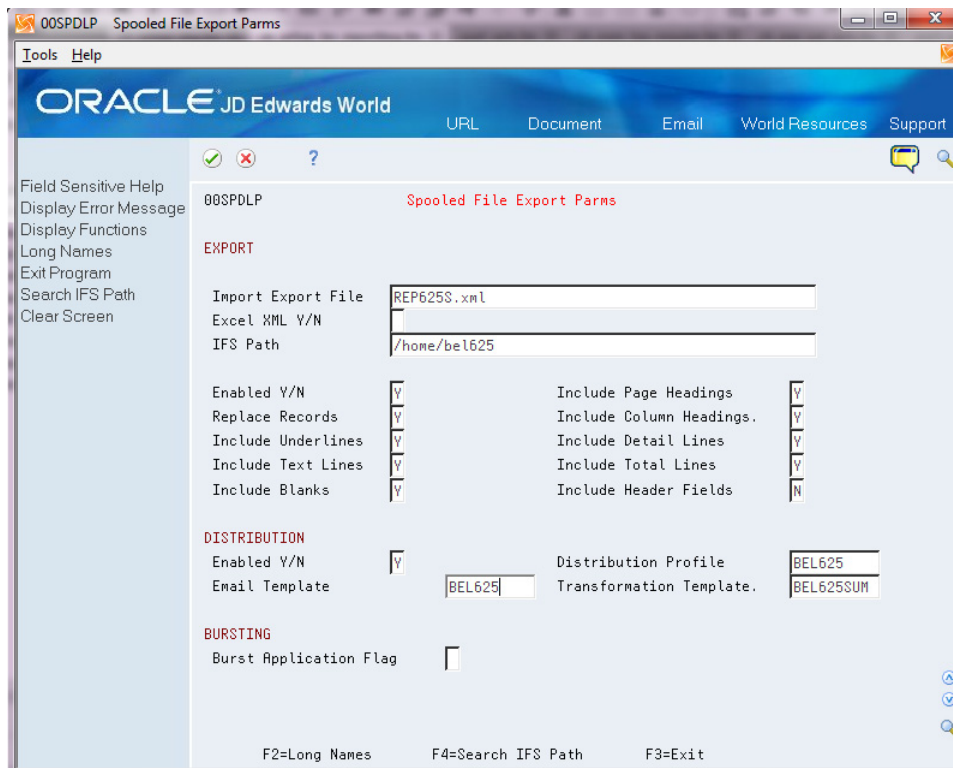 00SPDLP Spooled File Export Parms
Tools Help
ORACLE JD Edwards World
URL Document Email World Resources Support
?
Field Sensitive Help
Display Error Message
Display Functions
Long Names
Exit Program
Search IFS Path
Clear Screen
00SPDLP Spooled File Export Parms
EXPORT
Import Export File REP625S.xml
Excel XML Y/N
IFS Path /home/bel625
Enabled Y/N Y Include Page Headings Y
Replace Records Y Include Column Headings. Y
Include Underlines Y Include Detail Lines Y
Include Text Lines Y Include Total Lines Y
Include Blanks Y Include Header Fields N
DISTRIBUTION
Enabled Y/N Y Distribution Profile BEL625
Email Template BEL625 Transformation Template. BEL625SUM
BURSTING
Burst Application Flag
F2=Long Names F4=Search IFS Path F3=Exit